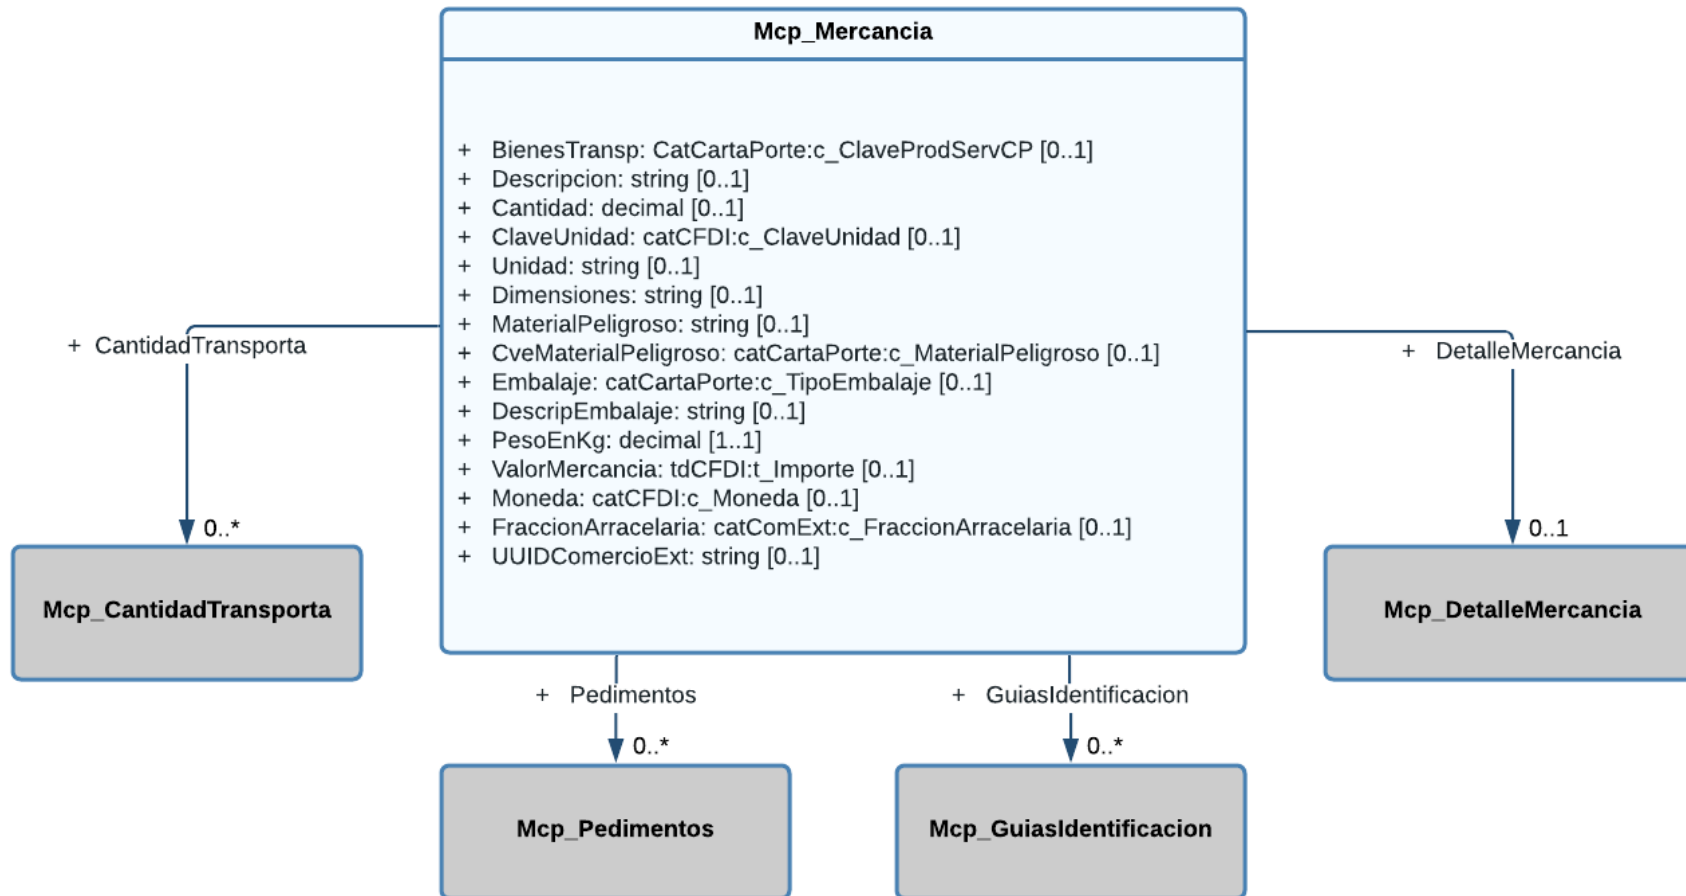 Mcp_Mercancia
+ BienesTransp: CatCartaPorte:c_ClaveProdServCP [0..1]
+ Descripcion: string [0..1]
+ Cantidad: decimal [0..1]
+ ClaveUnidad: catCFDI:c_ClaveUnidad [0..1]
+ Unidad: string [0..1]
+ Dimensiones: string [0..1]
+ MaterialPeligroso: string [0..1]
+ CveMaterialPeligroso: catCartaPorte:c_MaterialPeligroso [0..1]
+ Embalaje: catCartaPorte:c_TipoEmbalaje [0..1]
+ DescripEmbalaje: string [0..1]
+ PesoEnKg: decimal [1..1]
+ ValorMercancia: tdCFDI:t_Importe [0..1]
+ Moneda: catCFDI:c_Moneda [0..1]
+ FraccionArracelaria: catComExt:c_FraccionArracelaria [0..1]
+ UUIDComercioExt: string [0..1]
+ CantidadTransporta
0..*
Mcp_CantidadTransporta
+ DetalleMercancia
0..1
Mcp_DetalleMercancia
+ Pedimentos
0..*
Mcp_Pedimentos
+ GuiasIdentificacion
0..*
Mcp_GuiasIdentificacion